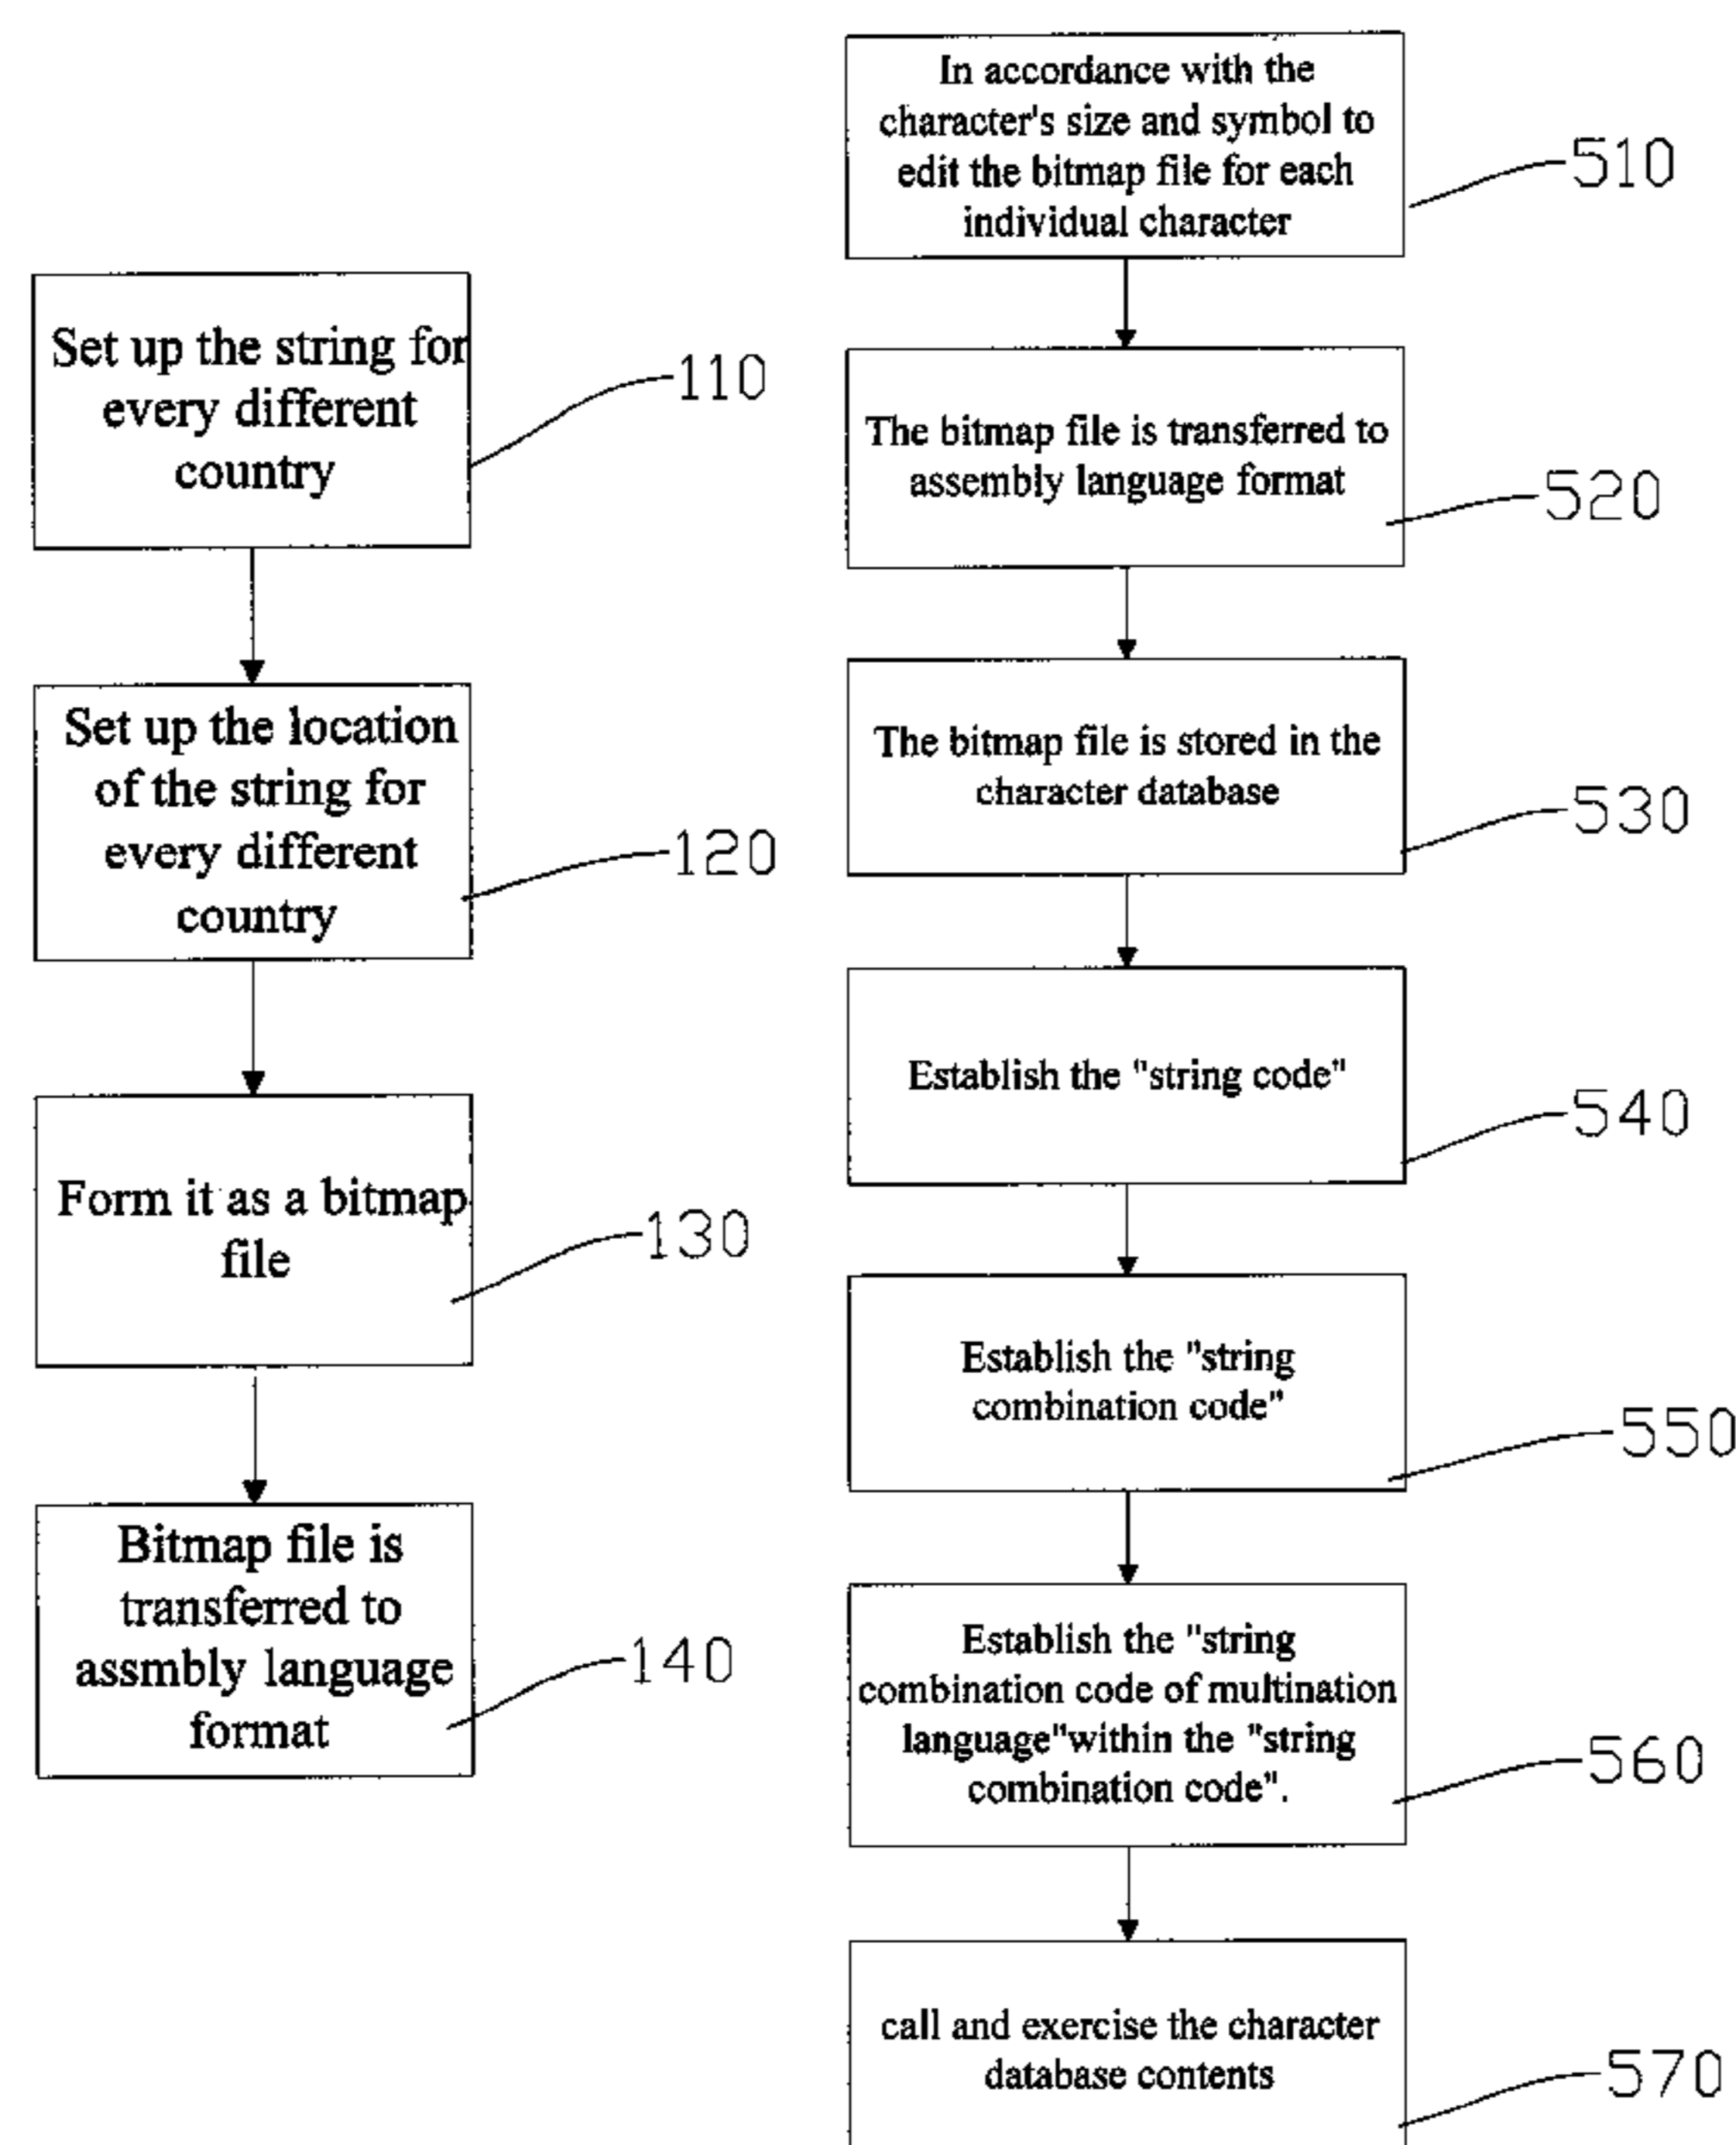 Set up the string for
every different
country
110
Set up the location
of the string for
every different
country
120
Form it as a bitmap
file
130
Bitmap file is
transferred to
assmbly language
format
140
In accordance with the
character's size and symbol to
edit the bitmap file for each
individual character
510
The bitmap file is transferred to
assembly language format
520
The bitmap file is stored in the
character database
530
Establish the "string code"
540
Establish the "string
combination code"
550
Establish the "string
combination code of multination
language"within the "string
combination code".
560
call and exercise the character
database contents
570